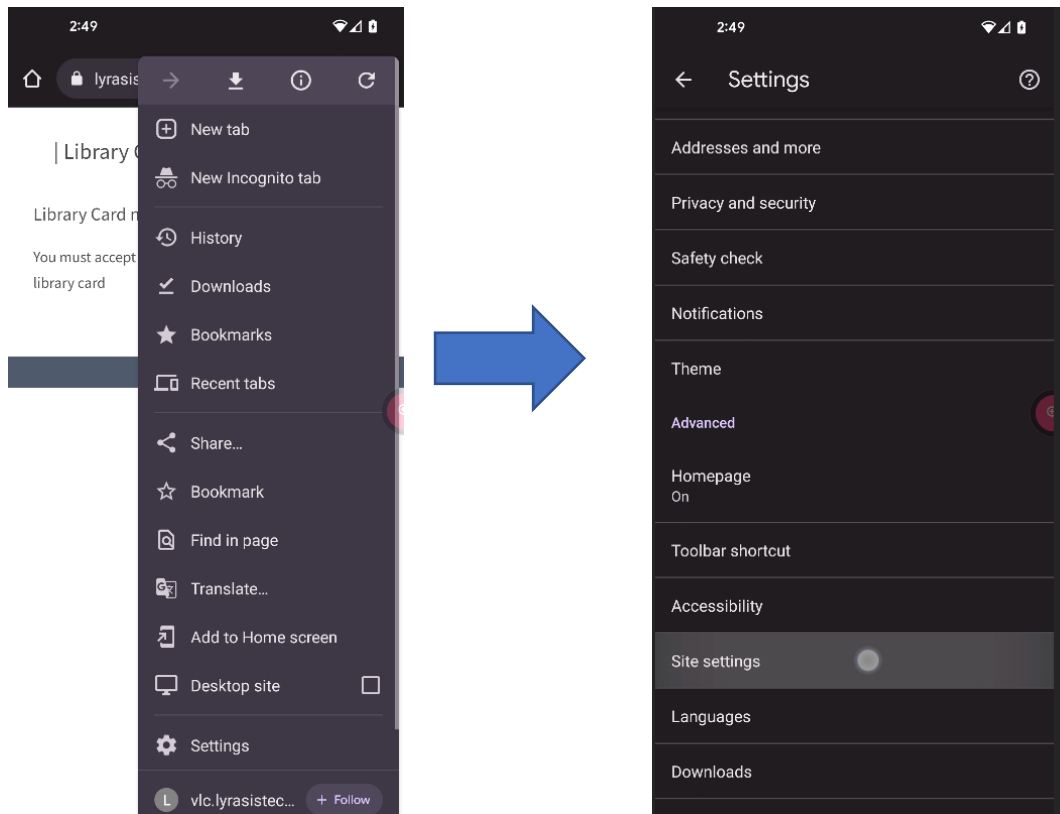 2:49
lyrasis
| Library
Library Card
You must accept
library card
New tab
New Incognito tab
History
Downloads
Bookmarks
Recent tabs
Share...
Bookmark
Find in page
Translate...
Add to Home screen
Desktop site
Settings
L vlc.lyrasistec... + Follow
2:49
Settings
Addresses and more
Privacy and security
Safety check
Notifications
Theme
Advanced
Homepage
On
Toolbar shortcut
Accessibility
Site settings
Languages
Downloads